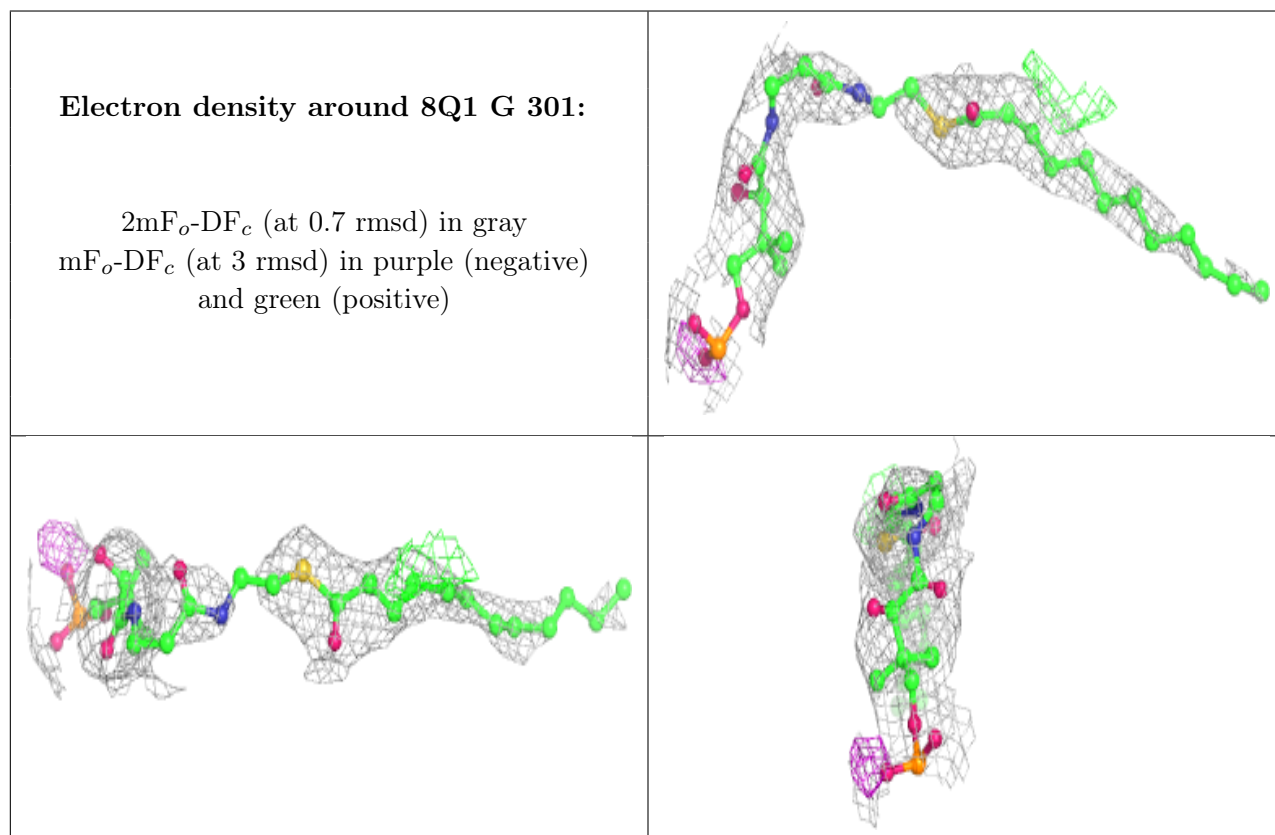 Electron density around 8Q1 G 301:
2mFo-DFc (at 0.7 rmsd) in gray
mFo-DFc (at 3 rmsd) in purple (negative)
and green (positive)